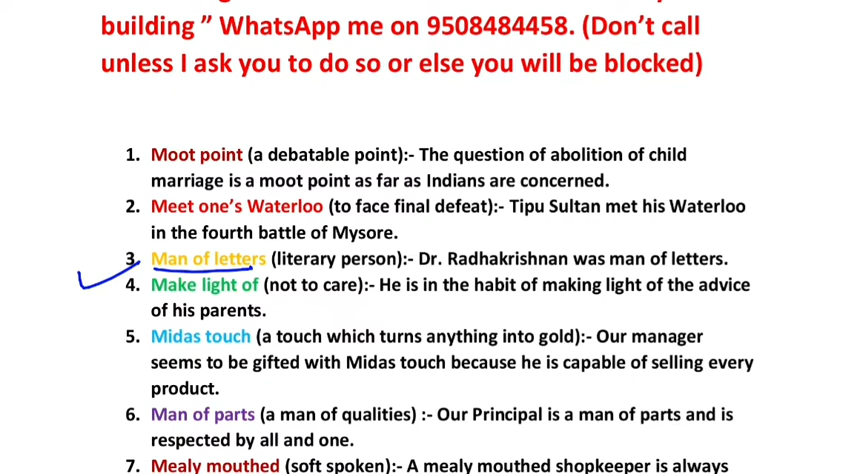 building ” WhatsApp me on 9508484458. (Don’t call
unless I ask you to do so or else you will be blocked)
1. Moot point (a debatable point):- The question of abolition of child
marriage is a moot point as far as Indians are concerned.
2. Meet one’s Waterloo (to face final defeat):- Tipu Sultan met his Waterloo
in the fourth battle of Mysore.
3. Man of letters (literary person):- Dr. Radhakrishnan was man of letters.
4. Make light of (not to care):- He is in the habit of making light of the advice
of his parents.
5. Midas touch (a touch which turns anything into gold):- Our manager
seems to be gifted with Midas touch because he is capable of selling every
product.
6. Man of parts (a man of qualities) :- Our Principal is a man of parts and is
respected by all and one.
7. Mealy mouthed (soft spoken):- A mealy mouthed shopkeeper is always